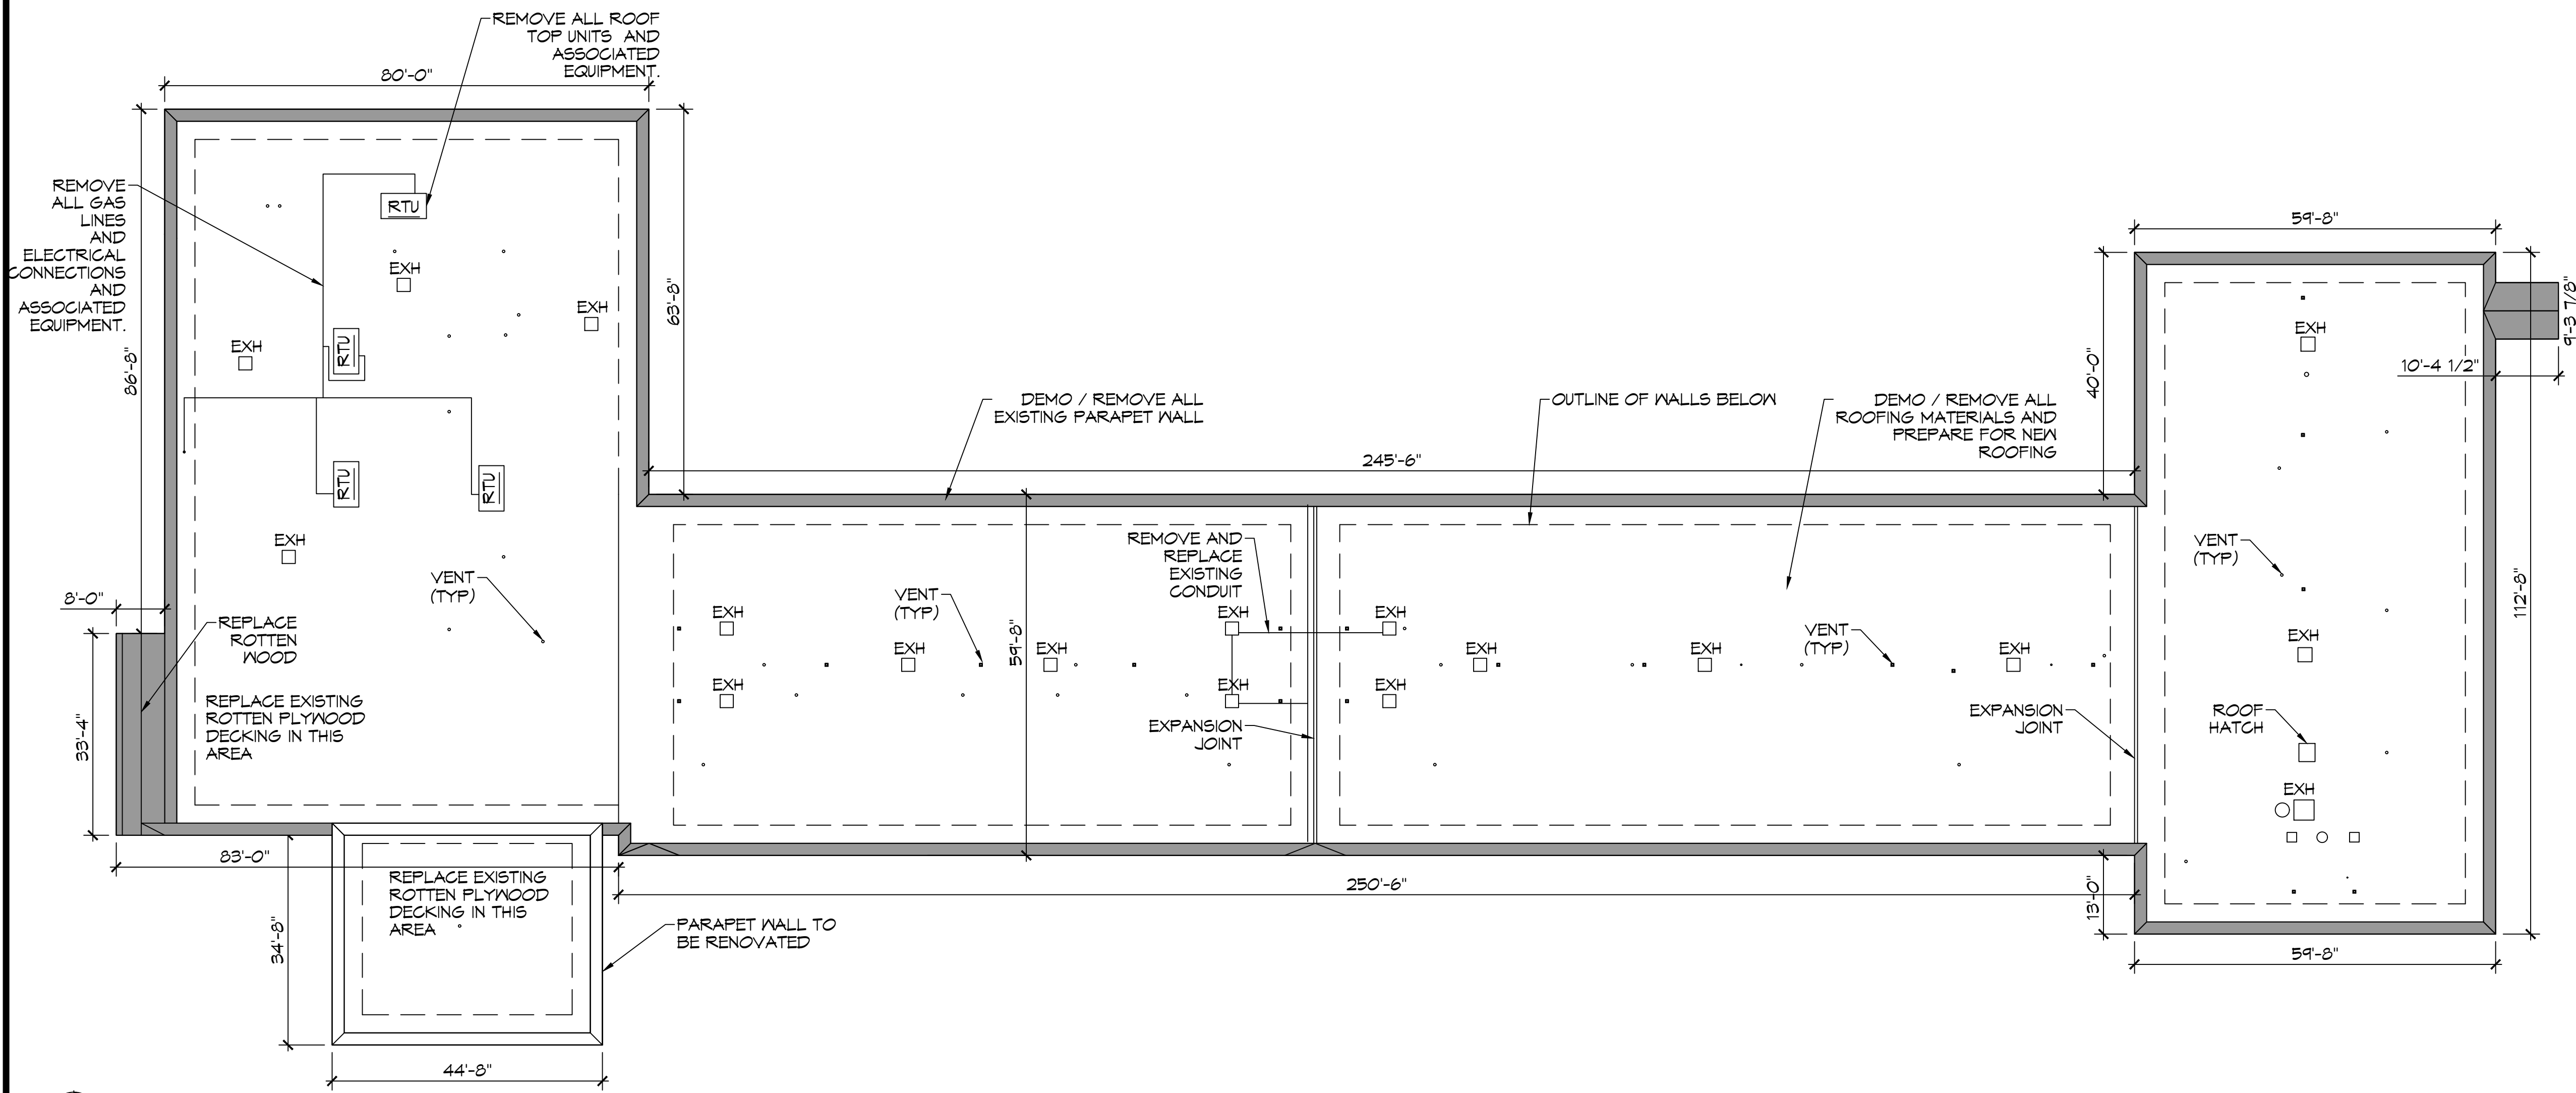 REMOVE ALL ROOF
TOP UNITS AND
ASSOCIATED
EQUIPMENT.
80'-0"
REMOVE
ALL GAS
LINES
AND
ELECTRICAL
CONNECTIONS
AND
ASSOCIATED
EQUIPMENT.
86'-8"
RTU
EXH
EXH
EXH
RTU
RTU
RTU
EXH
VENT
(TYP)
63'-8"
8'-0"
REPLACE
ROTTEN
WOOD
33'-4"
REPLACE EXISTING
ROTTEN PLYWOOD
DECKING IN THIS
AREA
83'-0"
34'-8"
REPLACE EXISTING
ROTTEN PLYWOOD
DECKING IN THIS
AREA
44'-8"
PARAPET WALL TO
BE RENOVATED
DEMO / REMOVE ALL
EXISTING PARAPET WALL
OUTLINE OF WALLS BELOW
DEMO / REMOVE ALL
ROOFING MATERIALS AND
PREPARE FOR NEW
ROOFING
245'-6"
REMOVE AND
REPLACE
EXISTING
CONDUIT
VENT
(TYP)
EXH
EXH
EXH
59'-8"
EXH
EXH
EXH
EXH
EXPANSION
JOINT
EXH
EXH
EXH
EXH
VENT
(TYP)
EXH
EXPANSION
JOINT
250'-6"
59'-8"
40'-0"
9'-3 7/8"
10'-4 1/2"
EXH
VENT
(TYP)
112'-8"
EXH
ROOF
HATCH
EXH
13'-0"
59'-8"